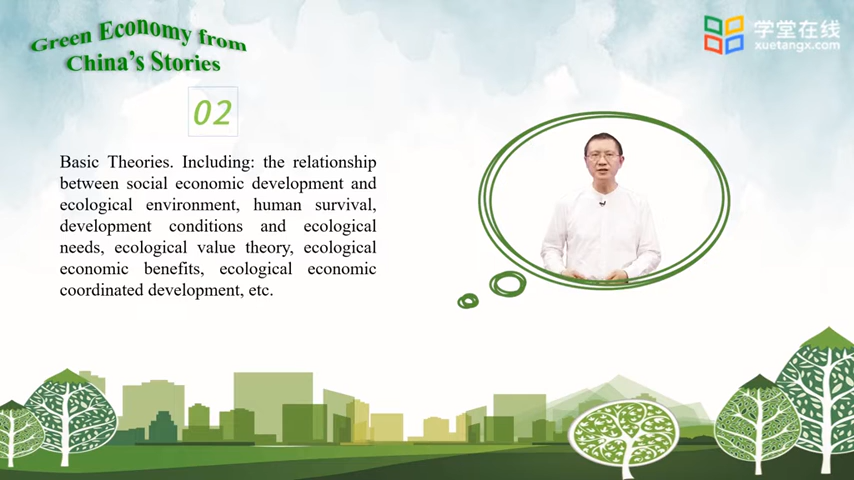 Green Economy from
China's Stories
学堂在线
xuetangx.com
02
Basic Theories. Including: the relationship
between social economic development and
ecological environment, human survival,
development conditions and ecological
needs, ecological value theory, ecological
economic benefits, ecological economic
coordinated development, etc.